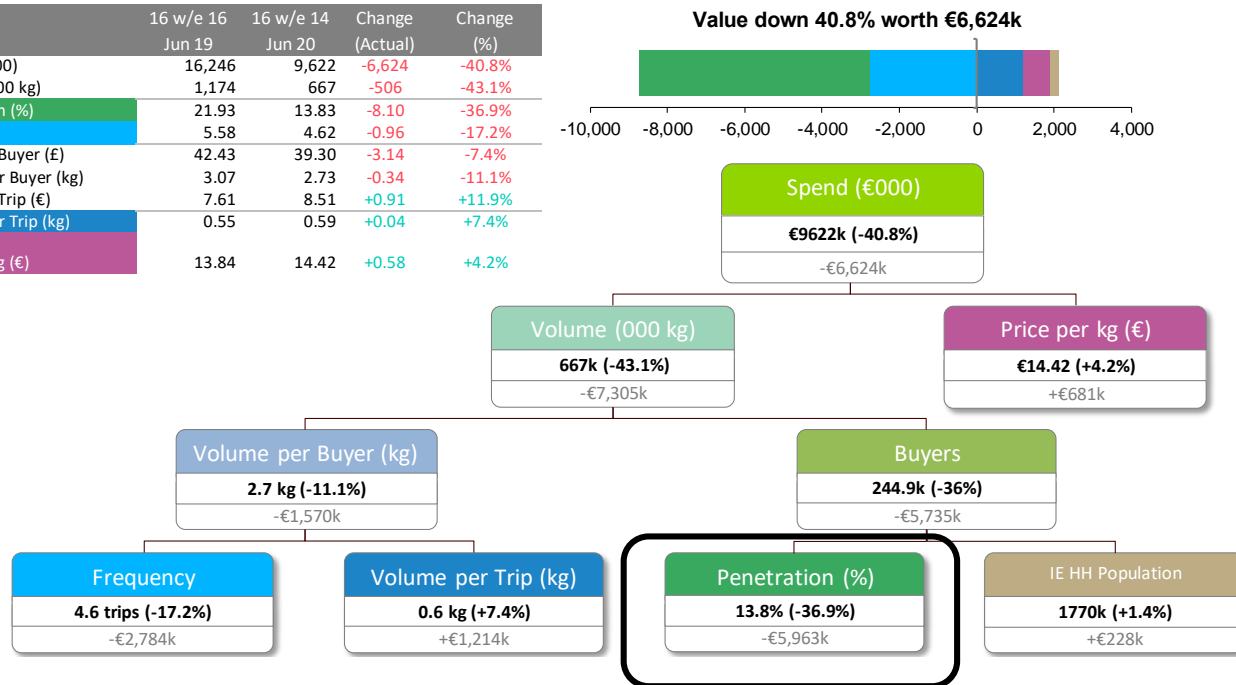 16 w/e 16 16 w/e 14 Change Change
Jun 19 Jun 20 (Actual) (%)
00) 16,246 9,622 -6,624 -40.8%
00 kg) 1,174 667 -506 -43.1%
n (%) 21.93 13.83 -8.10 -36.9%
5.58 4.62 -0.96 -17.2%
Buyer (£) 42.43 39.30 -3.14 -7.4%
r Buyer (kg) 3.07 2.73 -0.34 -11.1%
Trip (€) 7.61 8.51 +0.91 +11.9%
r Trip (kg) 0.55 0.59 +0.04 +7.4%
g (€) 13.84 14.42 +0.58 +4.2%
Value down 40.8% worth €6,624k
-10,000 -8,000 -6,000 -4,000 -2,000 0 2,000 4,000
Spend (€000)
€9622k (-40.8%)
-€6,624k
Volume (000 kg)
667k (-43.1%)
-€7,305k
Price per kg (€)
€14.42 (+4.2%)
+€681k
Volume per Buyer (kg)
2.7 kg (-11.1%)
-€1,570k
Buyers
244.9k (-36%)
-€5,735k
Frequency
4.6 trips (-17.2%)
-€2,784k
Volume per Trip (kg)
0.6 kg (+7.4%)
+€1,214k
Penetration (%)
13.8% (-36.9%)
-€5,963k
IE HH Population
1770k (+1.4%)
+€228k